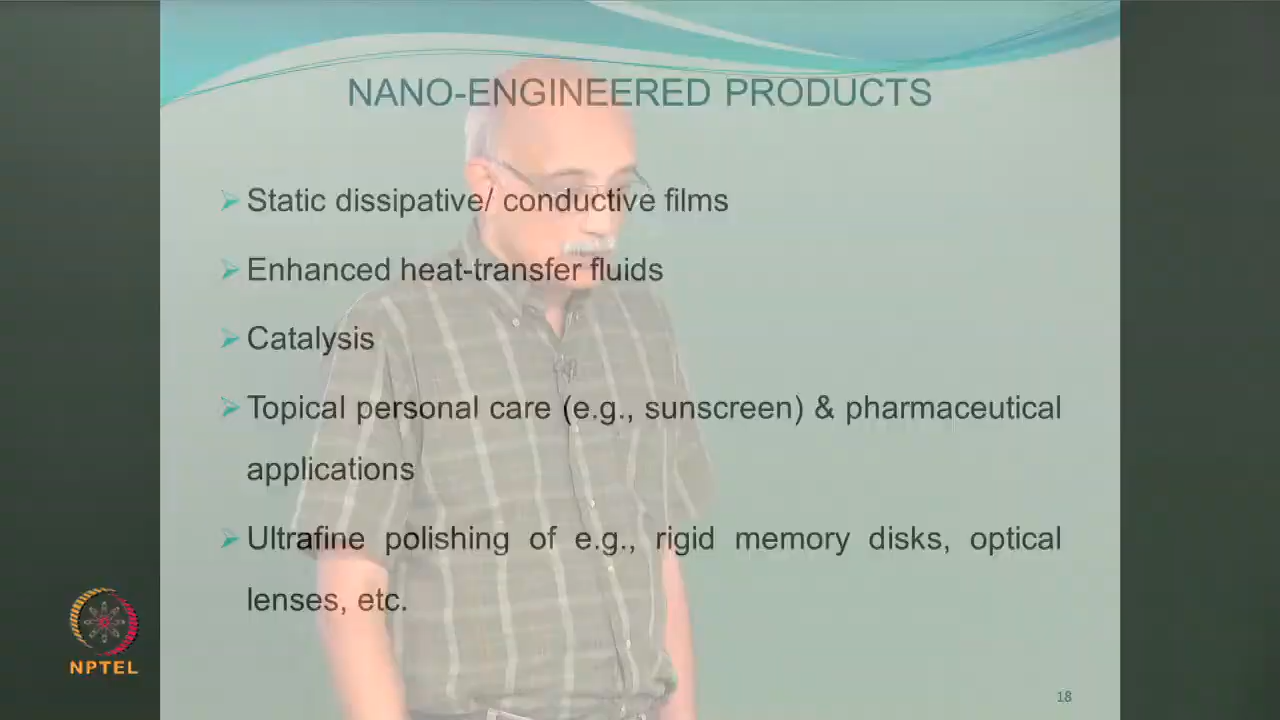 NANO-ENGINEERED PRODUCTS
Static dissipative/ conductive films
Enhanced heat-transfer fluids
Catalysis
Topical personal care (e.g., sunscreen) & pharmaceutical
applications
Ultrafine polishing of e.g., rigid memory disks, optical
lenses, etc.
NPTEL
18